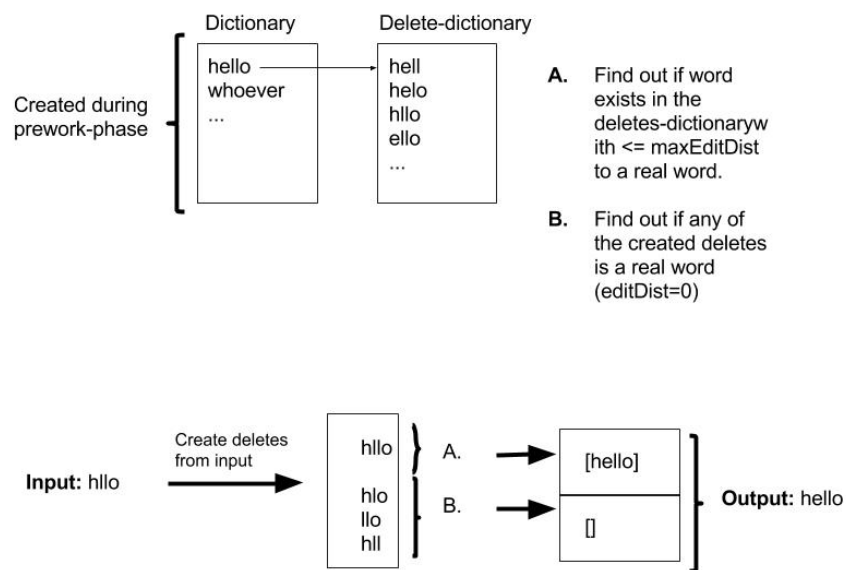 Dictionary
Delete-dictionary
Created during
prework-phase
hello
whoever
...
hell
helo
hllo
ello
...
A. Find out if word
exists in the
deletes-dictionaryw
ith <= maxEditDist
to a real word.
B. Find out if any of
the created deletes
is a real word
(editDist=0)
Input: hllo
Create deletes
from input
hllo
hlo
llo
hll
A.
B.
[hello]
[]
Output: hello